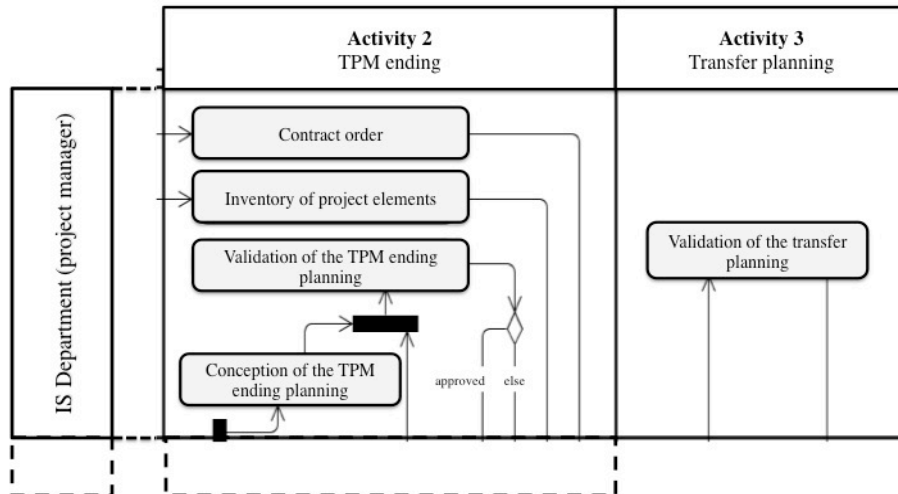 Activity 2
TPM ending
Activity 3
Transfer planning
IS Department (project manager)
Contract order
Inventory of project elements
Validation of the TPM ending
planning
Validation of the transfer
planning
Conception of the TPM
ending planning
approved
else